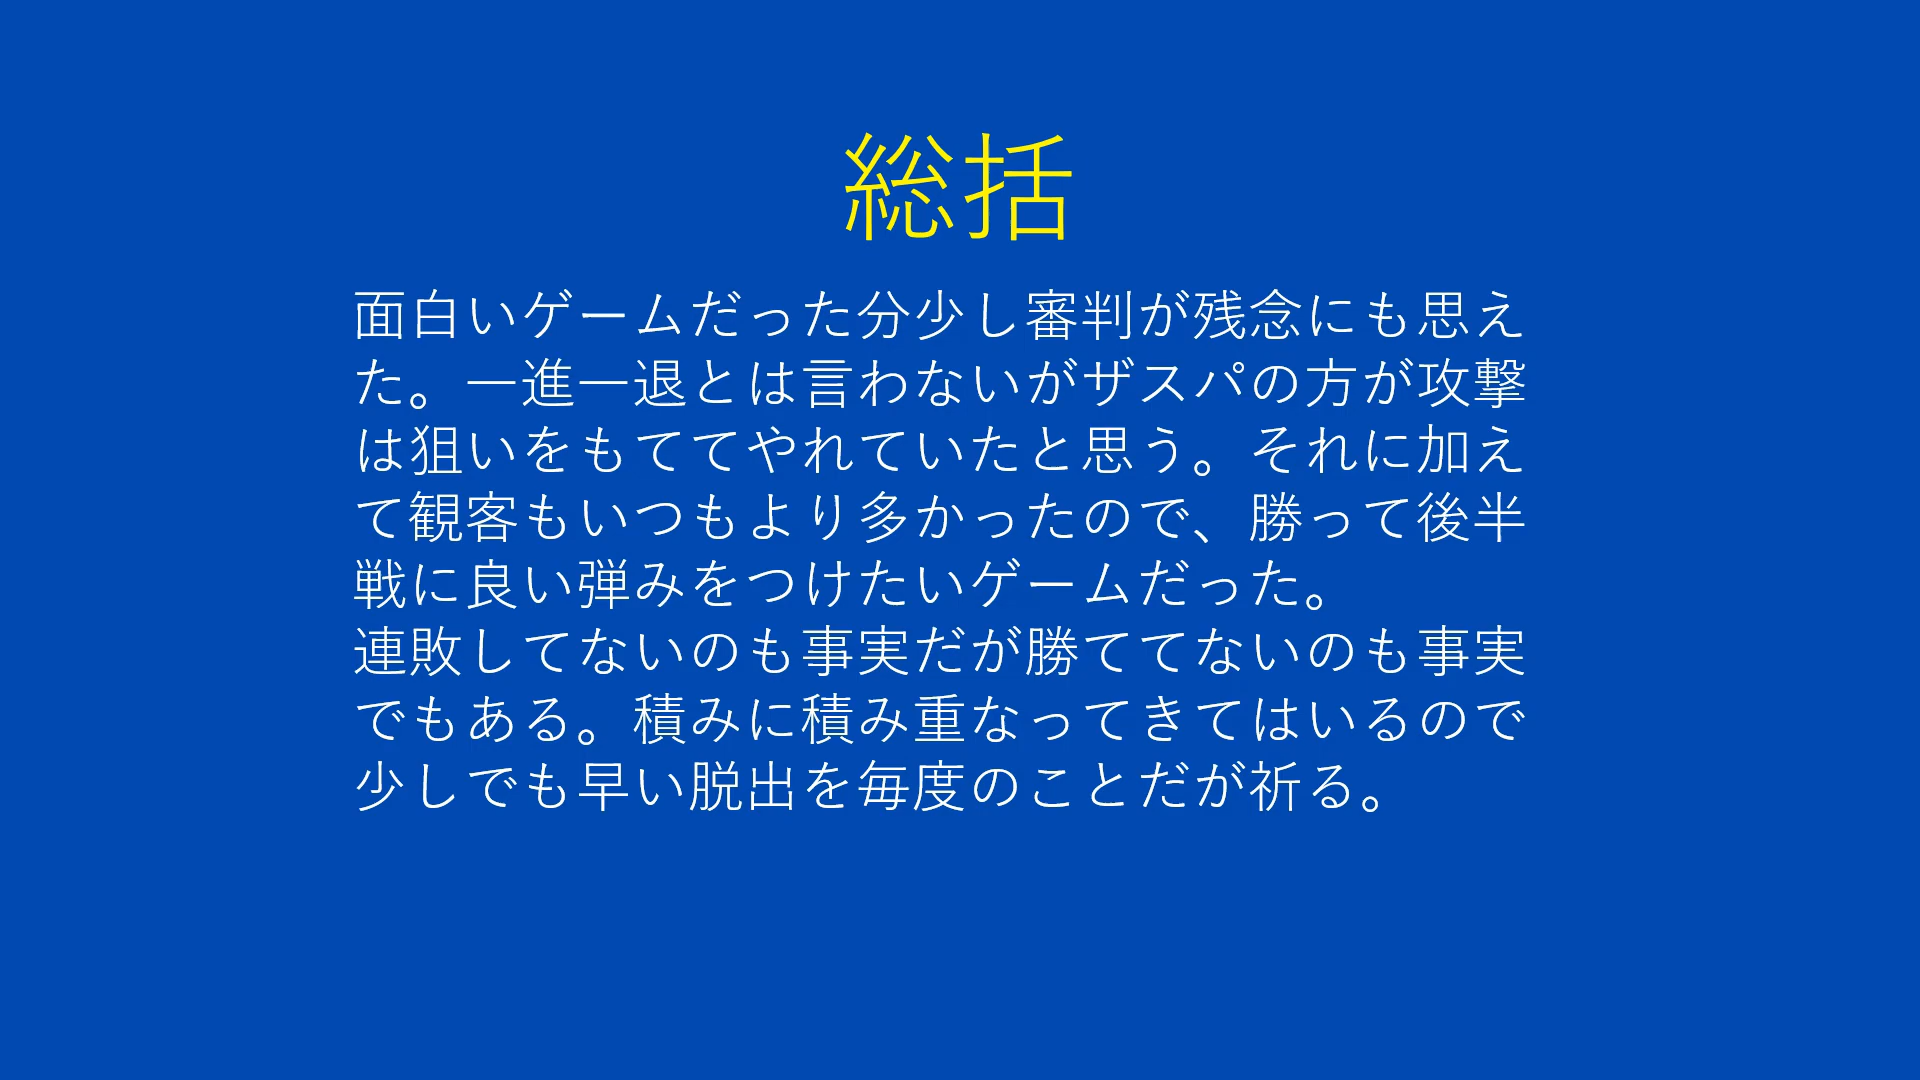 総括
面白いゲームだった分少し審判が残念にも思え
た。一進一退とは言わないがザスパの方が攻撃
は狙いをもててやれていたと思う。それに加え
て観客もいつもより多かったので、勝って後半
戦に良い弾みをつけたいゲームだった。
連敗してないのも事実だが勝ててないのも事実
でもある。積みに積み重なってきてはいるので
少しでも早い脱出を毎度のことだが祈る。